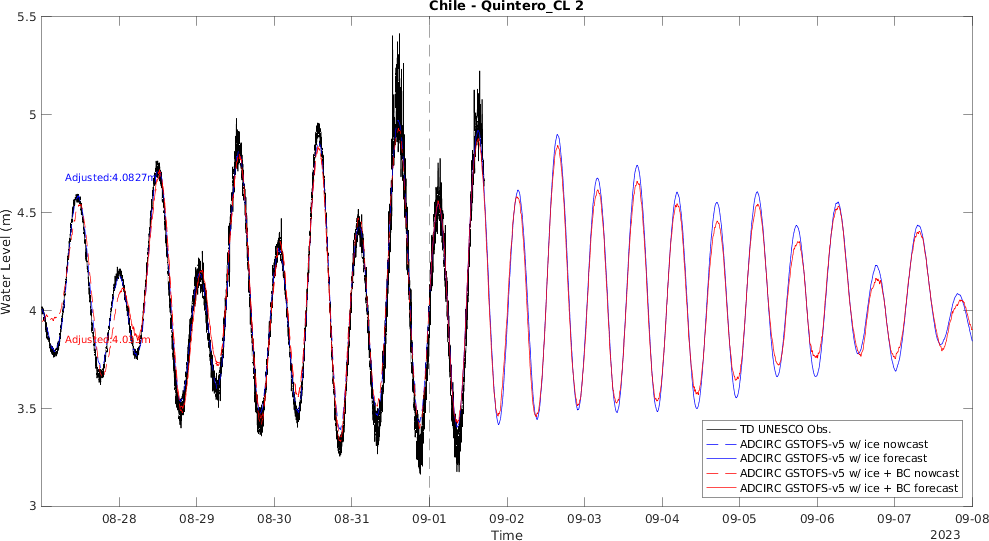 Chile - Quintero_CL 2
Water Level (m)
5.5
5
4.5
4
3.5
3
Adjusted:4.0827m
08-28
08-29
08-30
08-31
09-01
09-02
09-03
09-04
09-05
09-06
09-07
09-08
Time
2023
TD UNESCO Obs.
ADCIRC GSTOFS-v5 w/ ice nowcast
ADCIRC GSTOFS-v5 w/ ice forecast
ADCIRC GSTOFS-v5 w/ ice + BC nowcast
ADCIRC GSTOFS-v5 w/ ice + BC forecast